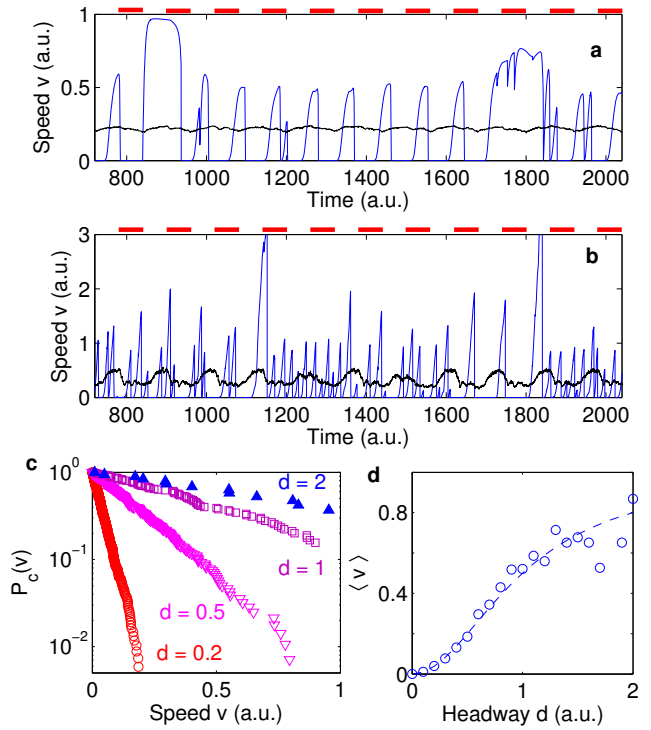 1
0.5
0
Speed v (a.u.)
a
800 1000 1200 1400 1600 1800 2000
Time (a.u.)
3
2
1
0
Speed v (a.u.)
b
800 1000 1200 1400 1600 1800 2000
Time (a.u.)
c
10^0
10^-1
10^-2
P_c(v)
d = 2
d = 1
d = 0.5
d = 0.2
0 0.5 1
Speed v (a.u.)
d
0.8
0.4
0
⟨ v ⟩
0 1 2
Headway d (a.u.)